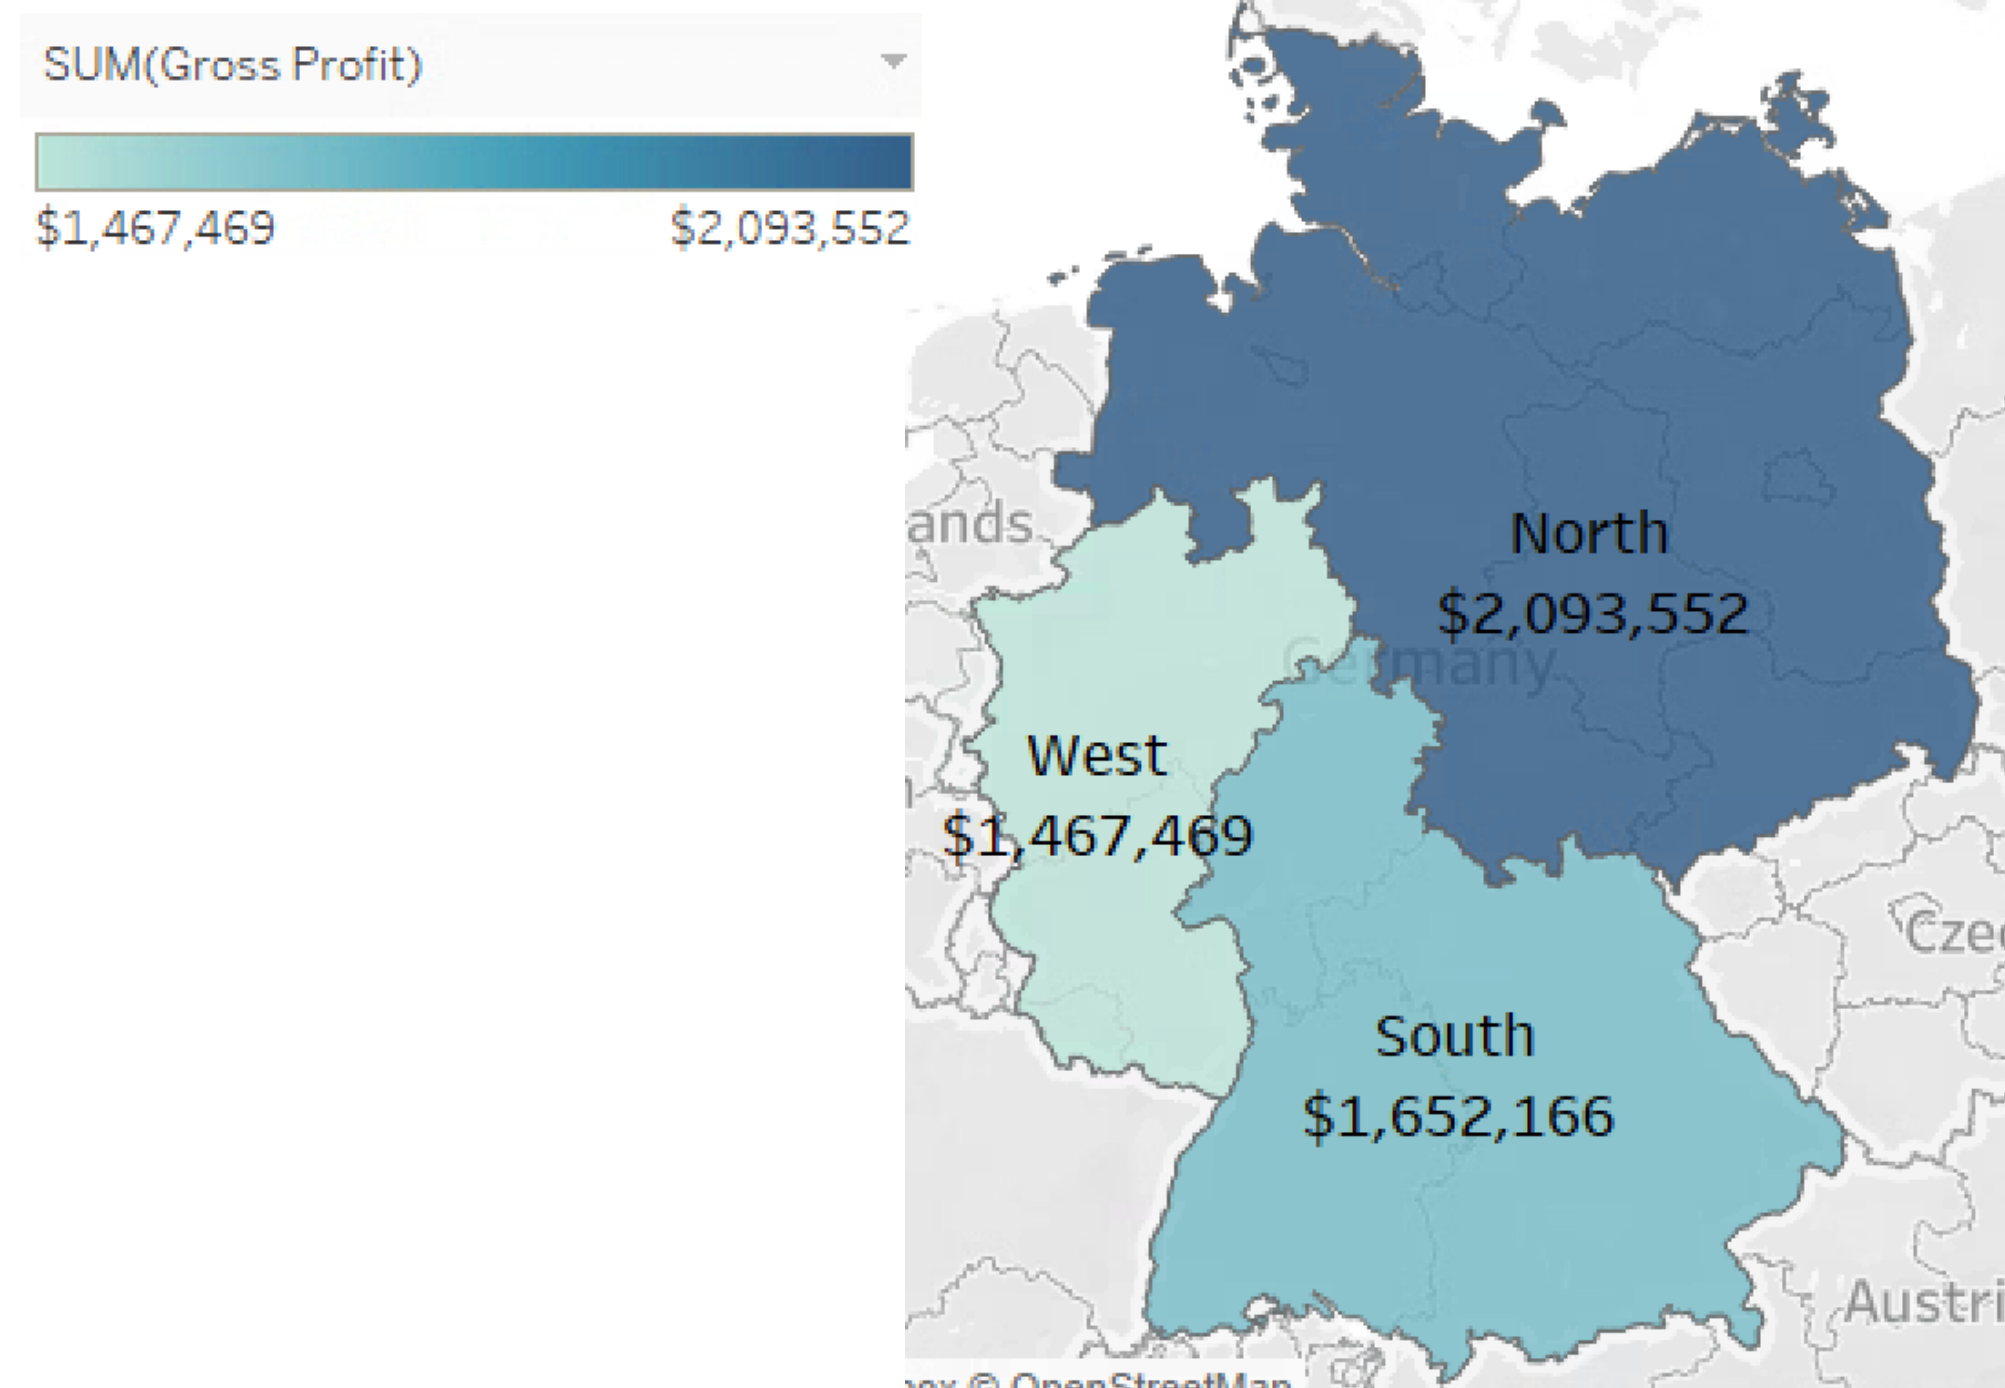 SUM(Gross Profit)
$1,467,469
$2,093,552
ands
North
$2,093,552
Germany
West
$1,467,469
Czec
South
$1,652,166
Austri
© OpenStreetMap